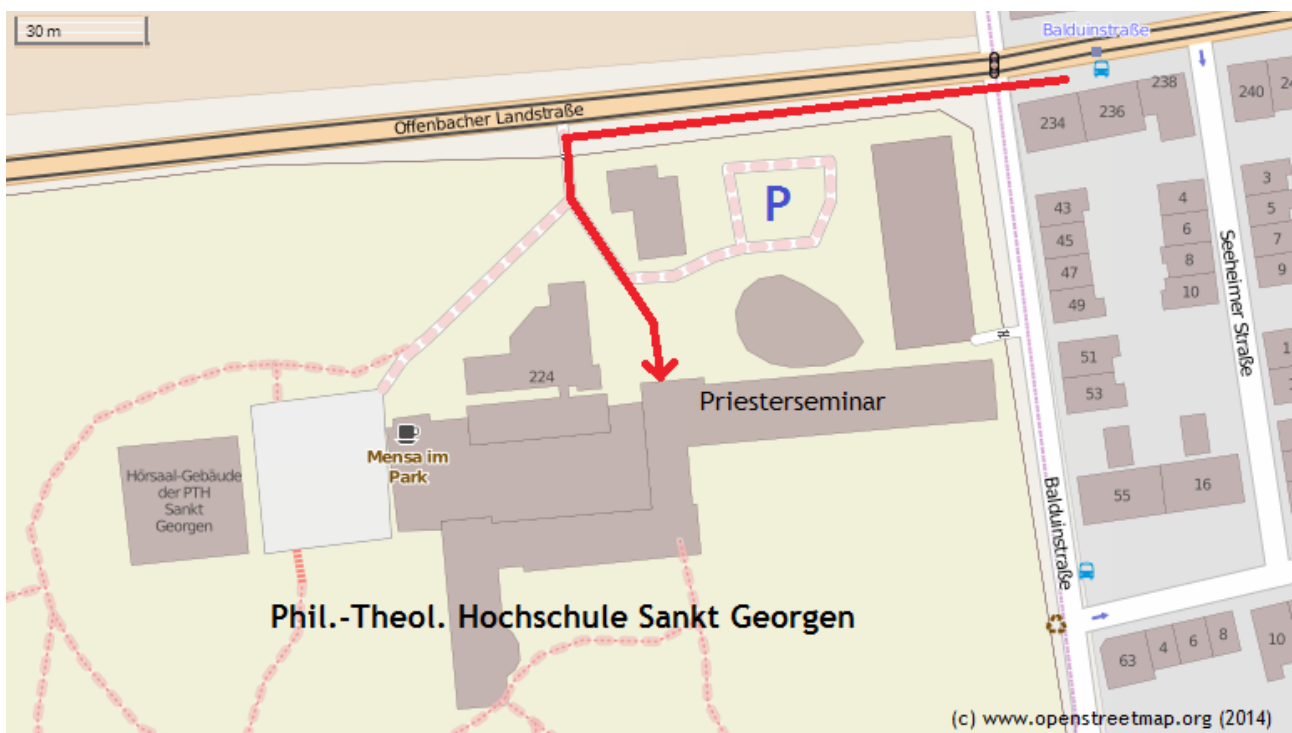 30 m
Balduinstraße
Offenbacher Landstraße
238
236
234
240
24
P
3
5
7
9
43
45
47
49
4
6
8
10
Seeheimer Straße
1
51
53
224
Priesterseminar
Mensa im
Park
Hörsaal-Gebäude
der PTH
Sankt
Georgen
55
16
Balduinstraße
Phil.-Theol. Hochschule Sankt Georgen
63
4
6
8
10
(c) www.openstreetmap.org (2014)